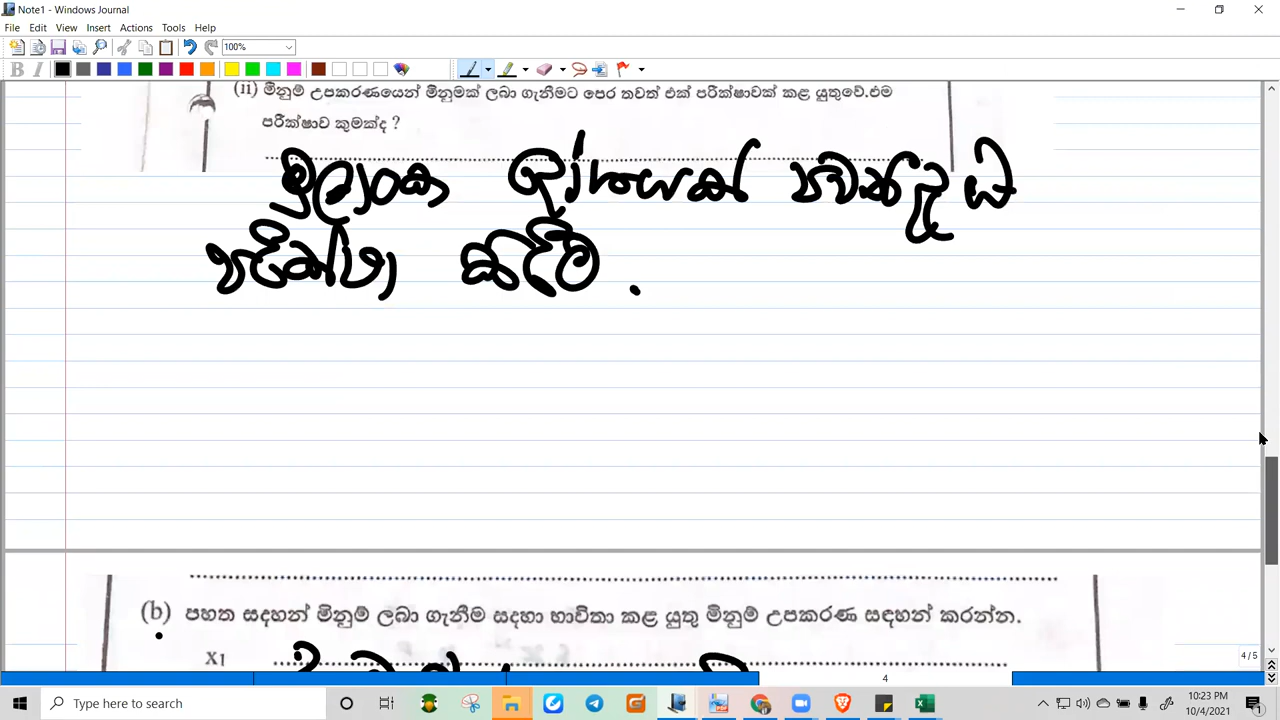 Note1 - Windows Journal
File Edit View Insert Actions Tools Help
100%
B I
(ii) මිනුම් උපකරණයෙන් මිනුමක් ලබා ගැනීමට පෙර තවත් එක් පරීක්ෂාවක් කළ යුතුවේ.එම
පරීක්ෂාව කුමක්ද ?
මූලාංක දෝශයක් පවතීදැයි
පරික්ෂා කිරීම .
(b) පහත සඳහන් මිනුම් ලබා ගැනීම සඳහා භාවිතා කළ යුතු මිනුම් උපකරණ සඳහන් කරන්න.
X1
4/5
4
Type here to search
10:23 PM
10/4/2021